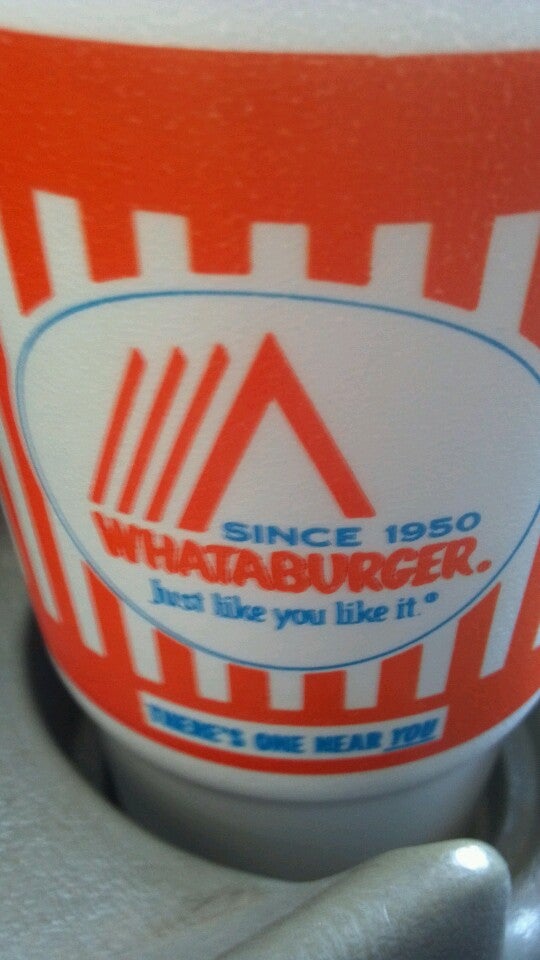 SINCE 1950
WHATABURGER.
just like you like it.®
THERE'S ONE NEAR YOU